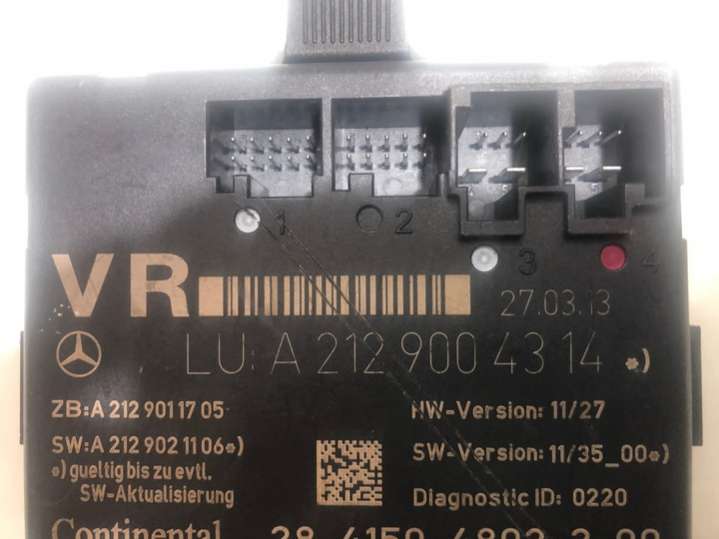 1 2 3 4
VR
27.03.13
LU: A 212 900 43 14 *)
ZB:A 212 901 17 05
HW-Version: 11/27
SW:A 212 902 11 06*)
SW-Version: 11/35_00*)
*) gueltig bis zu evtl.
SW-Aktualisierung
Diagnostic ID: 0220
Continental